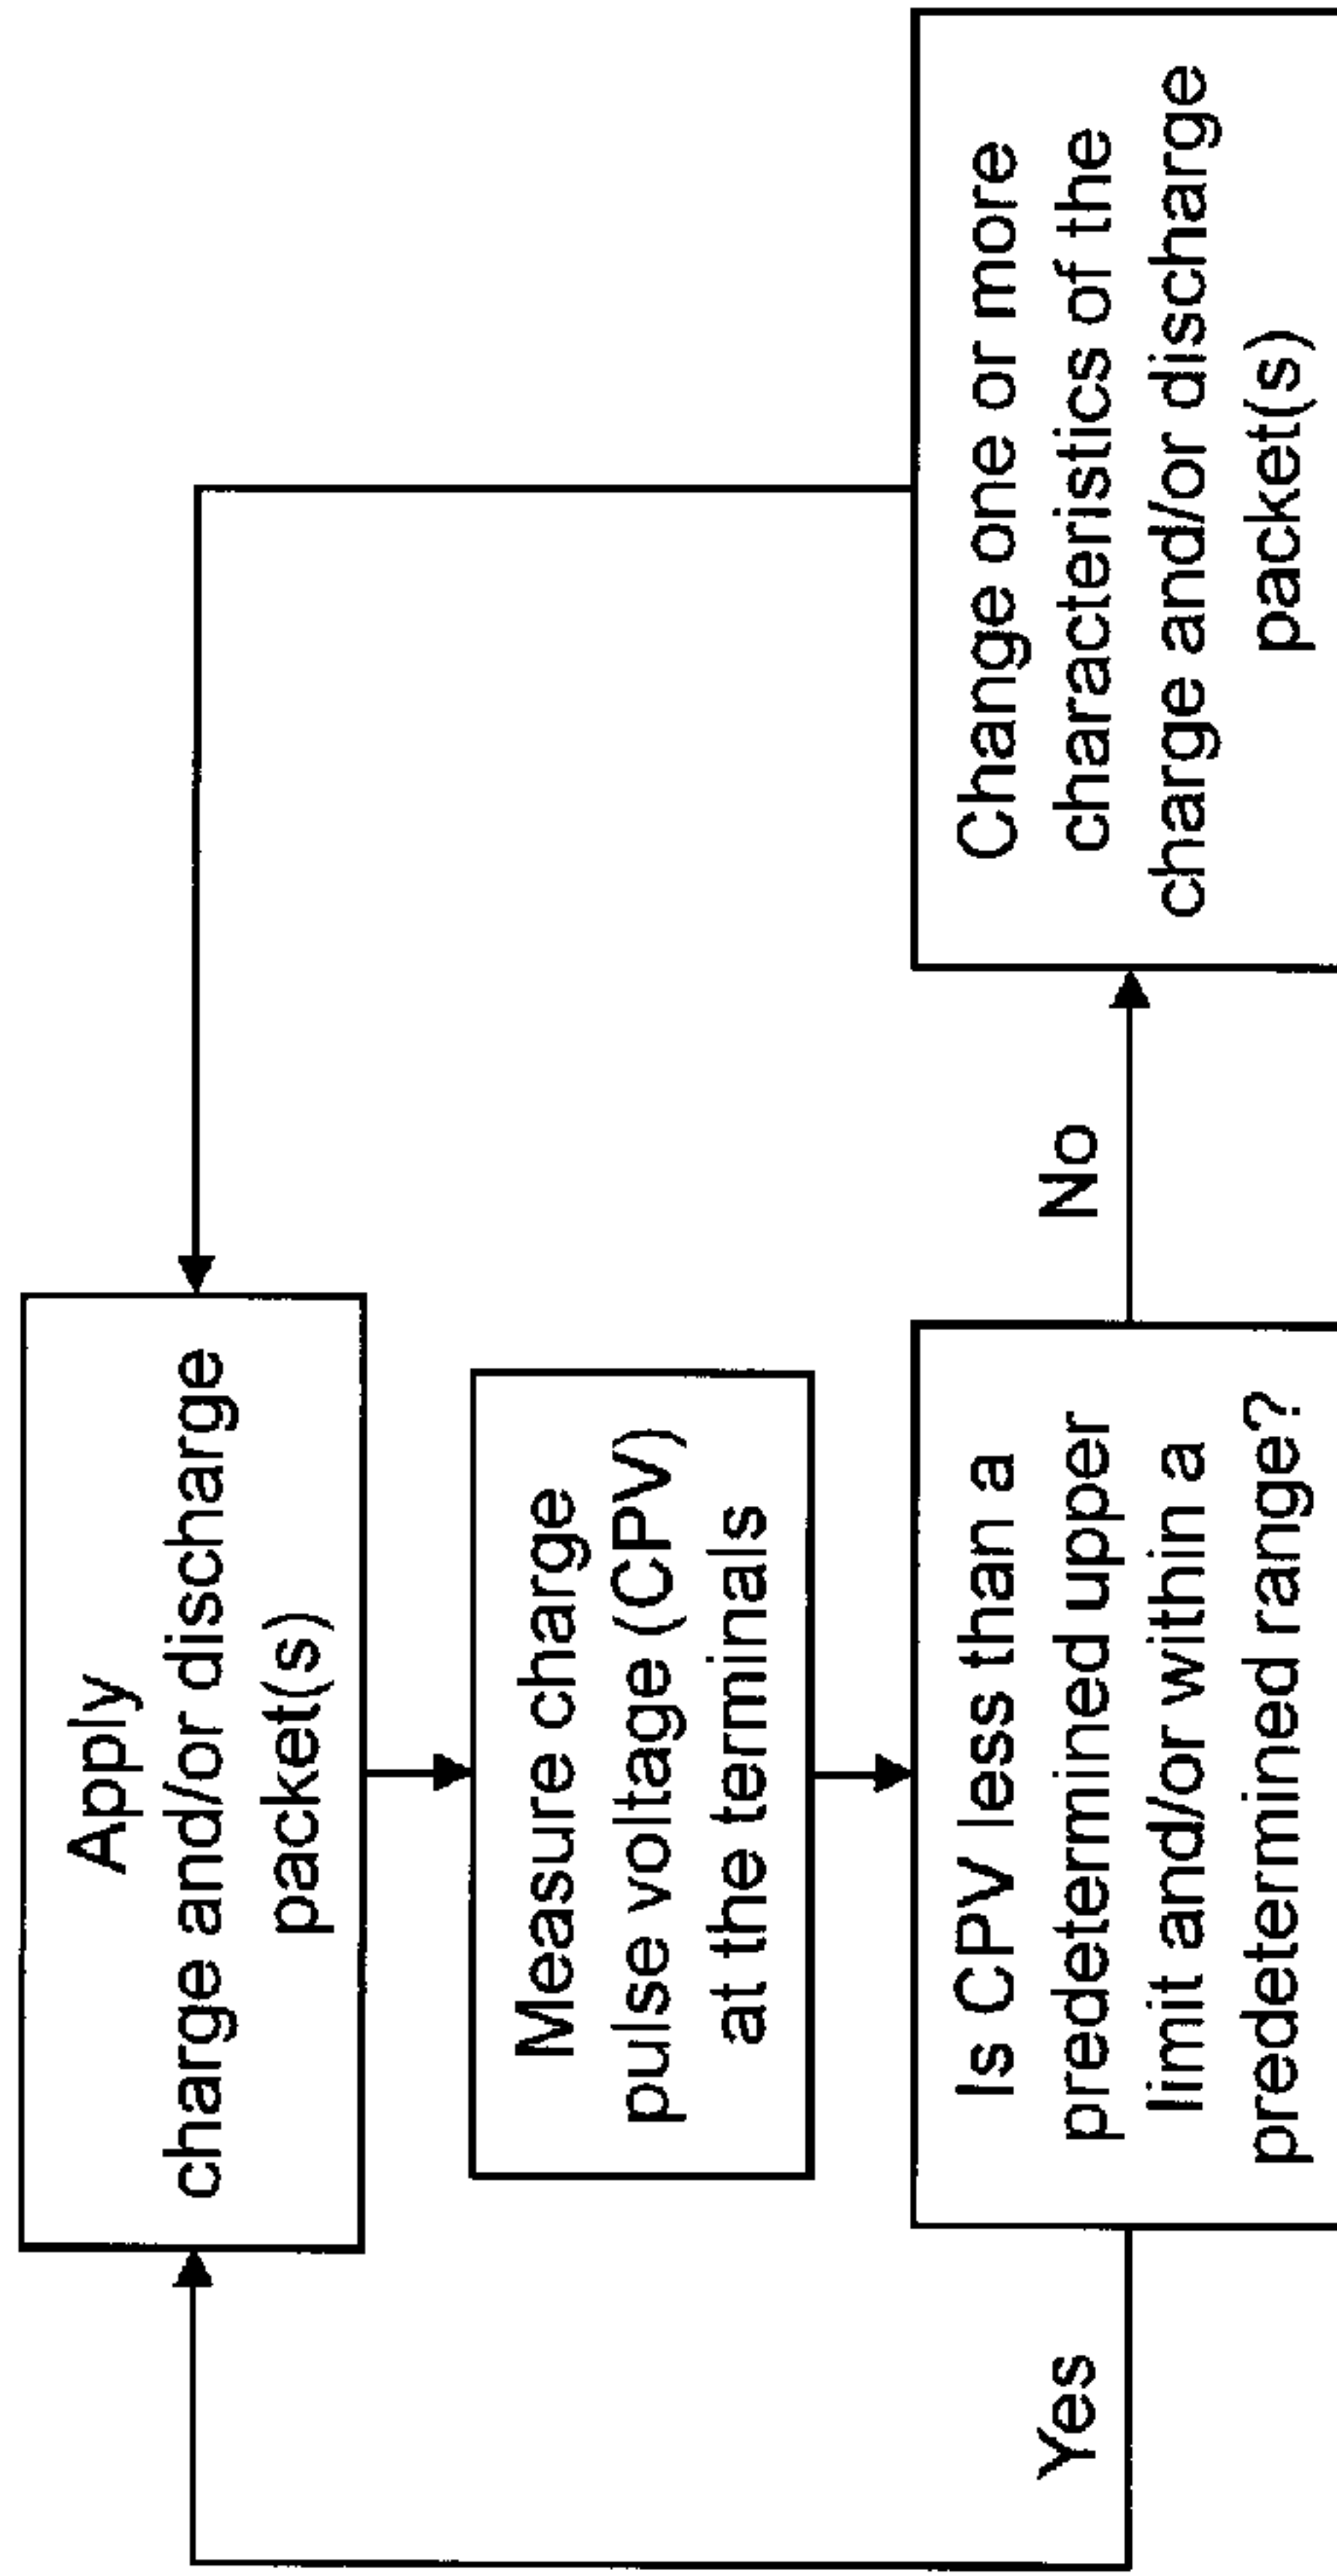 Apply
charge and/or discharge
packet(s)
Measure charge
pulse voltage (CPV)
at the terminals
Is CPV less than a
predetermined upper
limit and/or within a
predetermined range?
Yes
No
Change one or more
characteristics of the
charge and/or discharge
packet(s)